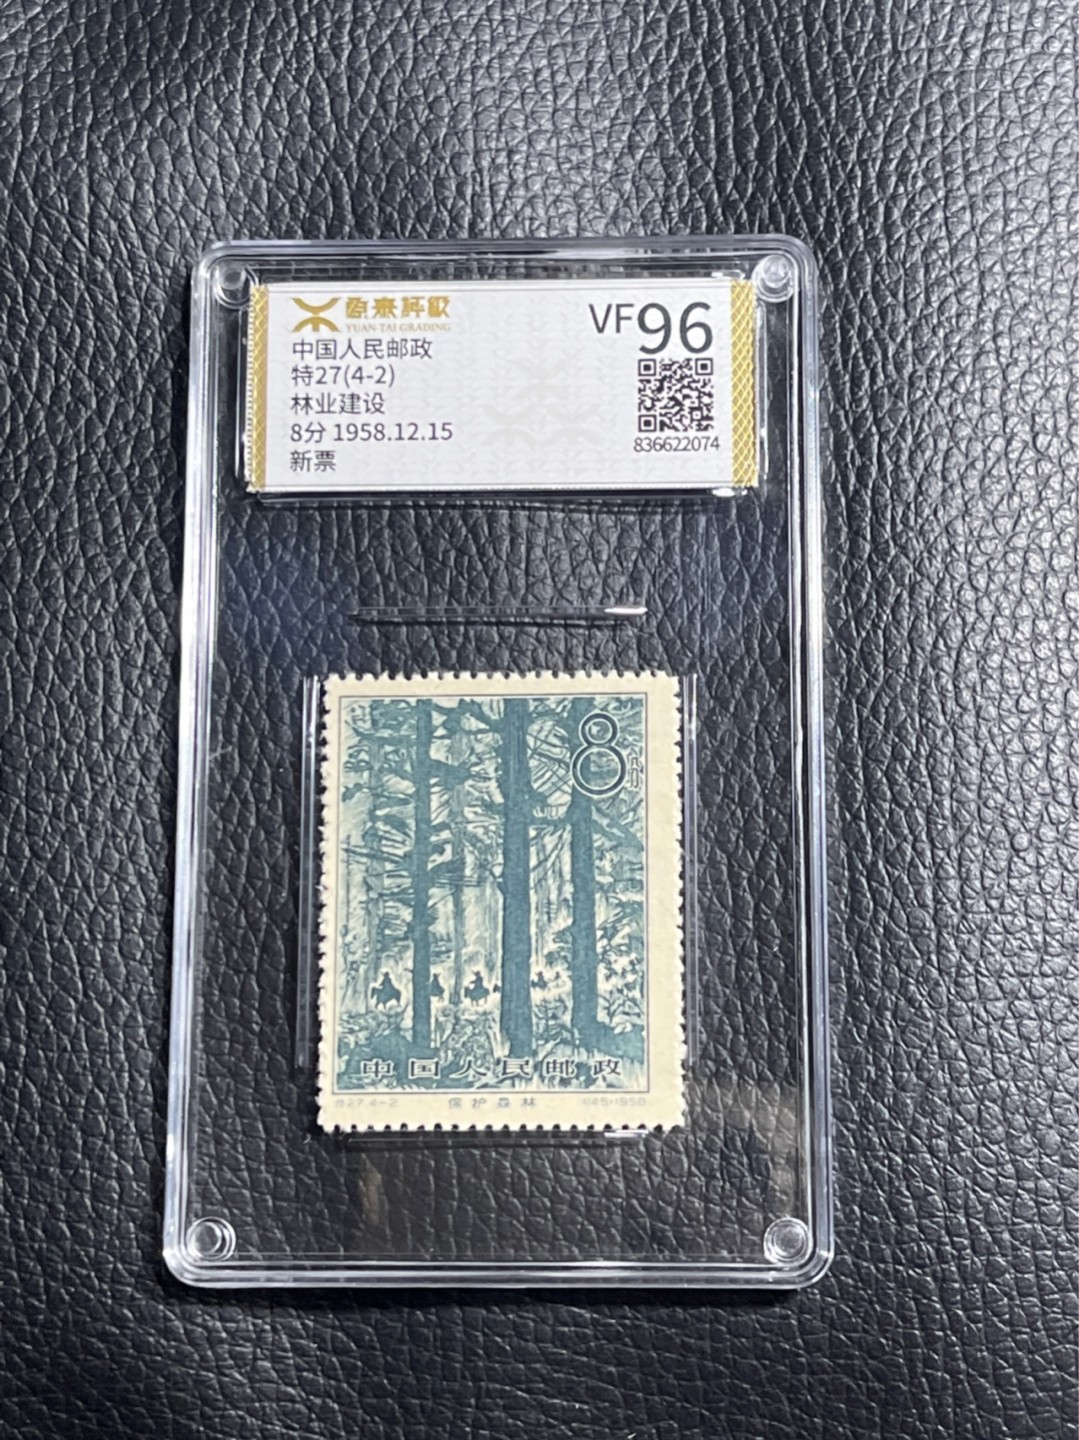 源泰評級
YUAN-TAI GRADING
VF96
中国人民邮政
特27(4-2)
林业建设
8分 1958.12.15
新票
836622074
8分
中国人民邮政
特27.4-2 保护森林 (145)1958